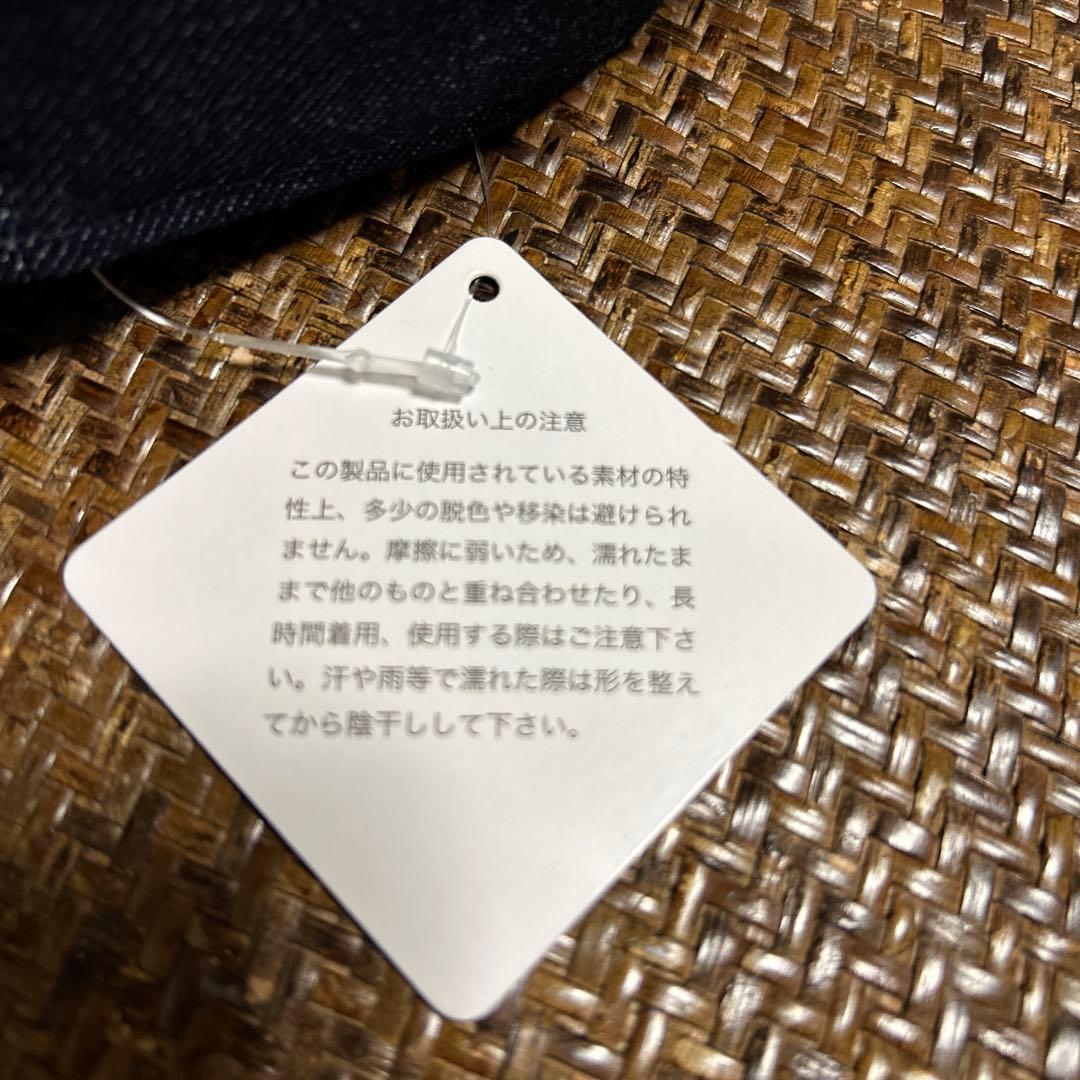 お取扱い上の注意
この製品に使用されている素材の特
性上、多少の脱色や移染は避けられ
ません。摩擦に弱いため、濡れたま
まで他のものと重ね合わせたり、長
時間着用、使用する際はご注意下さ
い。汗や雨等で濡れた際は形を整え
てから陰干しして下さい。